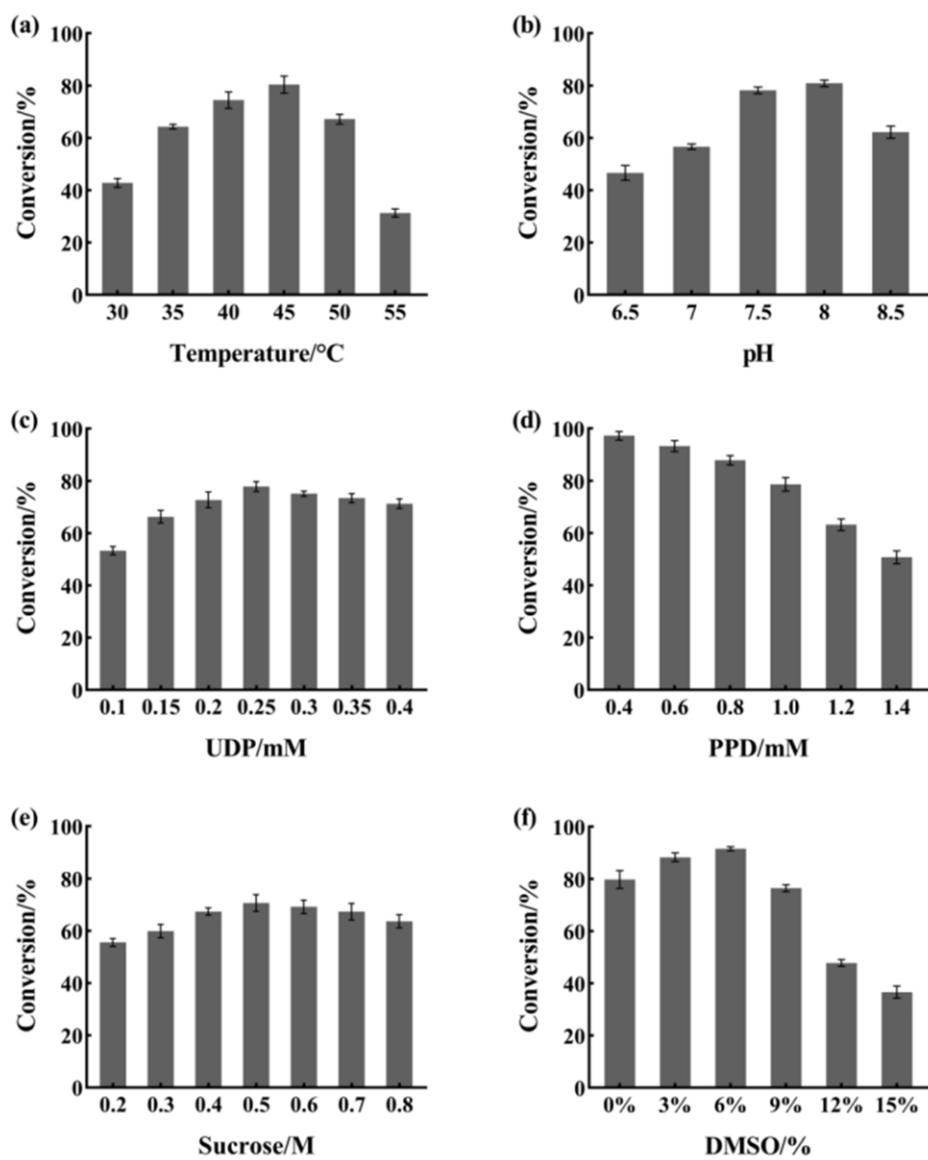 (a)
Conversion/%
100
80
60
40
20
0
30 35 40 45 50 55
Temperature/°C
(b)
Conversion/%
100
80
60
40
20
0
6.5 7 7.5 8 8.5
pH
(c)
Conversion/%
100
80
60
40
20
0
0.1 0.15 0.2 0.25 0.3 0.35 0.4
UDP/mM
(d)
Conversion/%
100
80
60
40
20
0
0.4 0.6 0.8 1.0 1.2 1.4
PPD/mM
(e)
Conversion/%
100
80
60
40
20
0
0.2 0.3 0.4 0.5 0.6 0.7 0.8
Sucrose/M
(f)
Conversion/%
100
80
60
40
20
0
0% 3% 6% 9% 12% 15%
DMSO/%